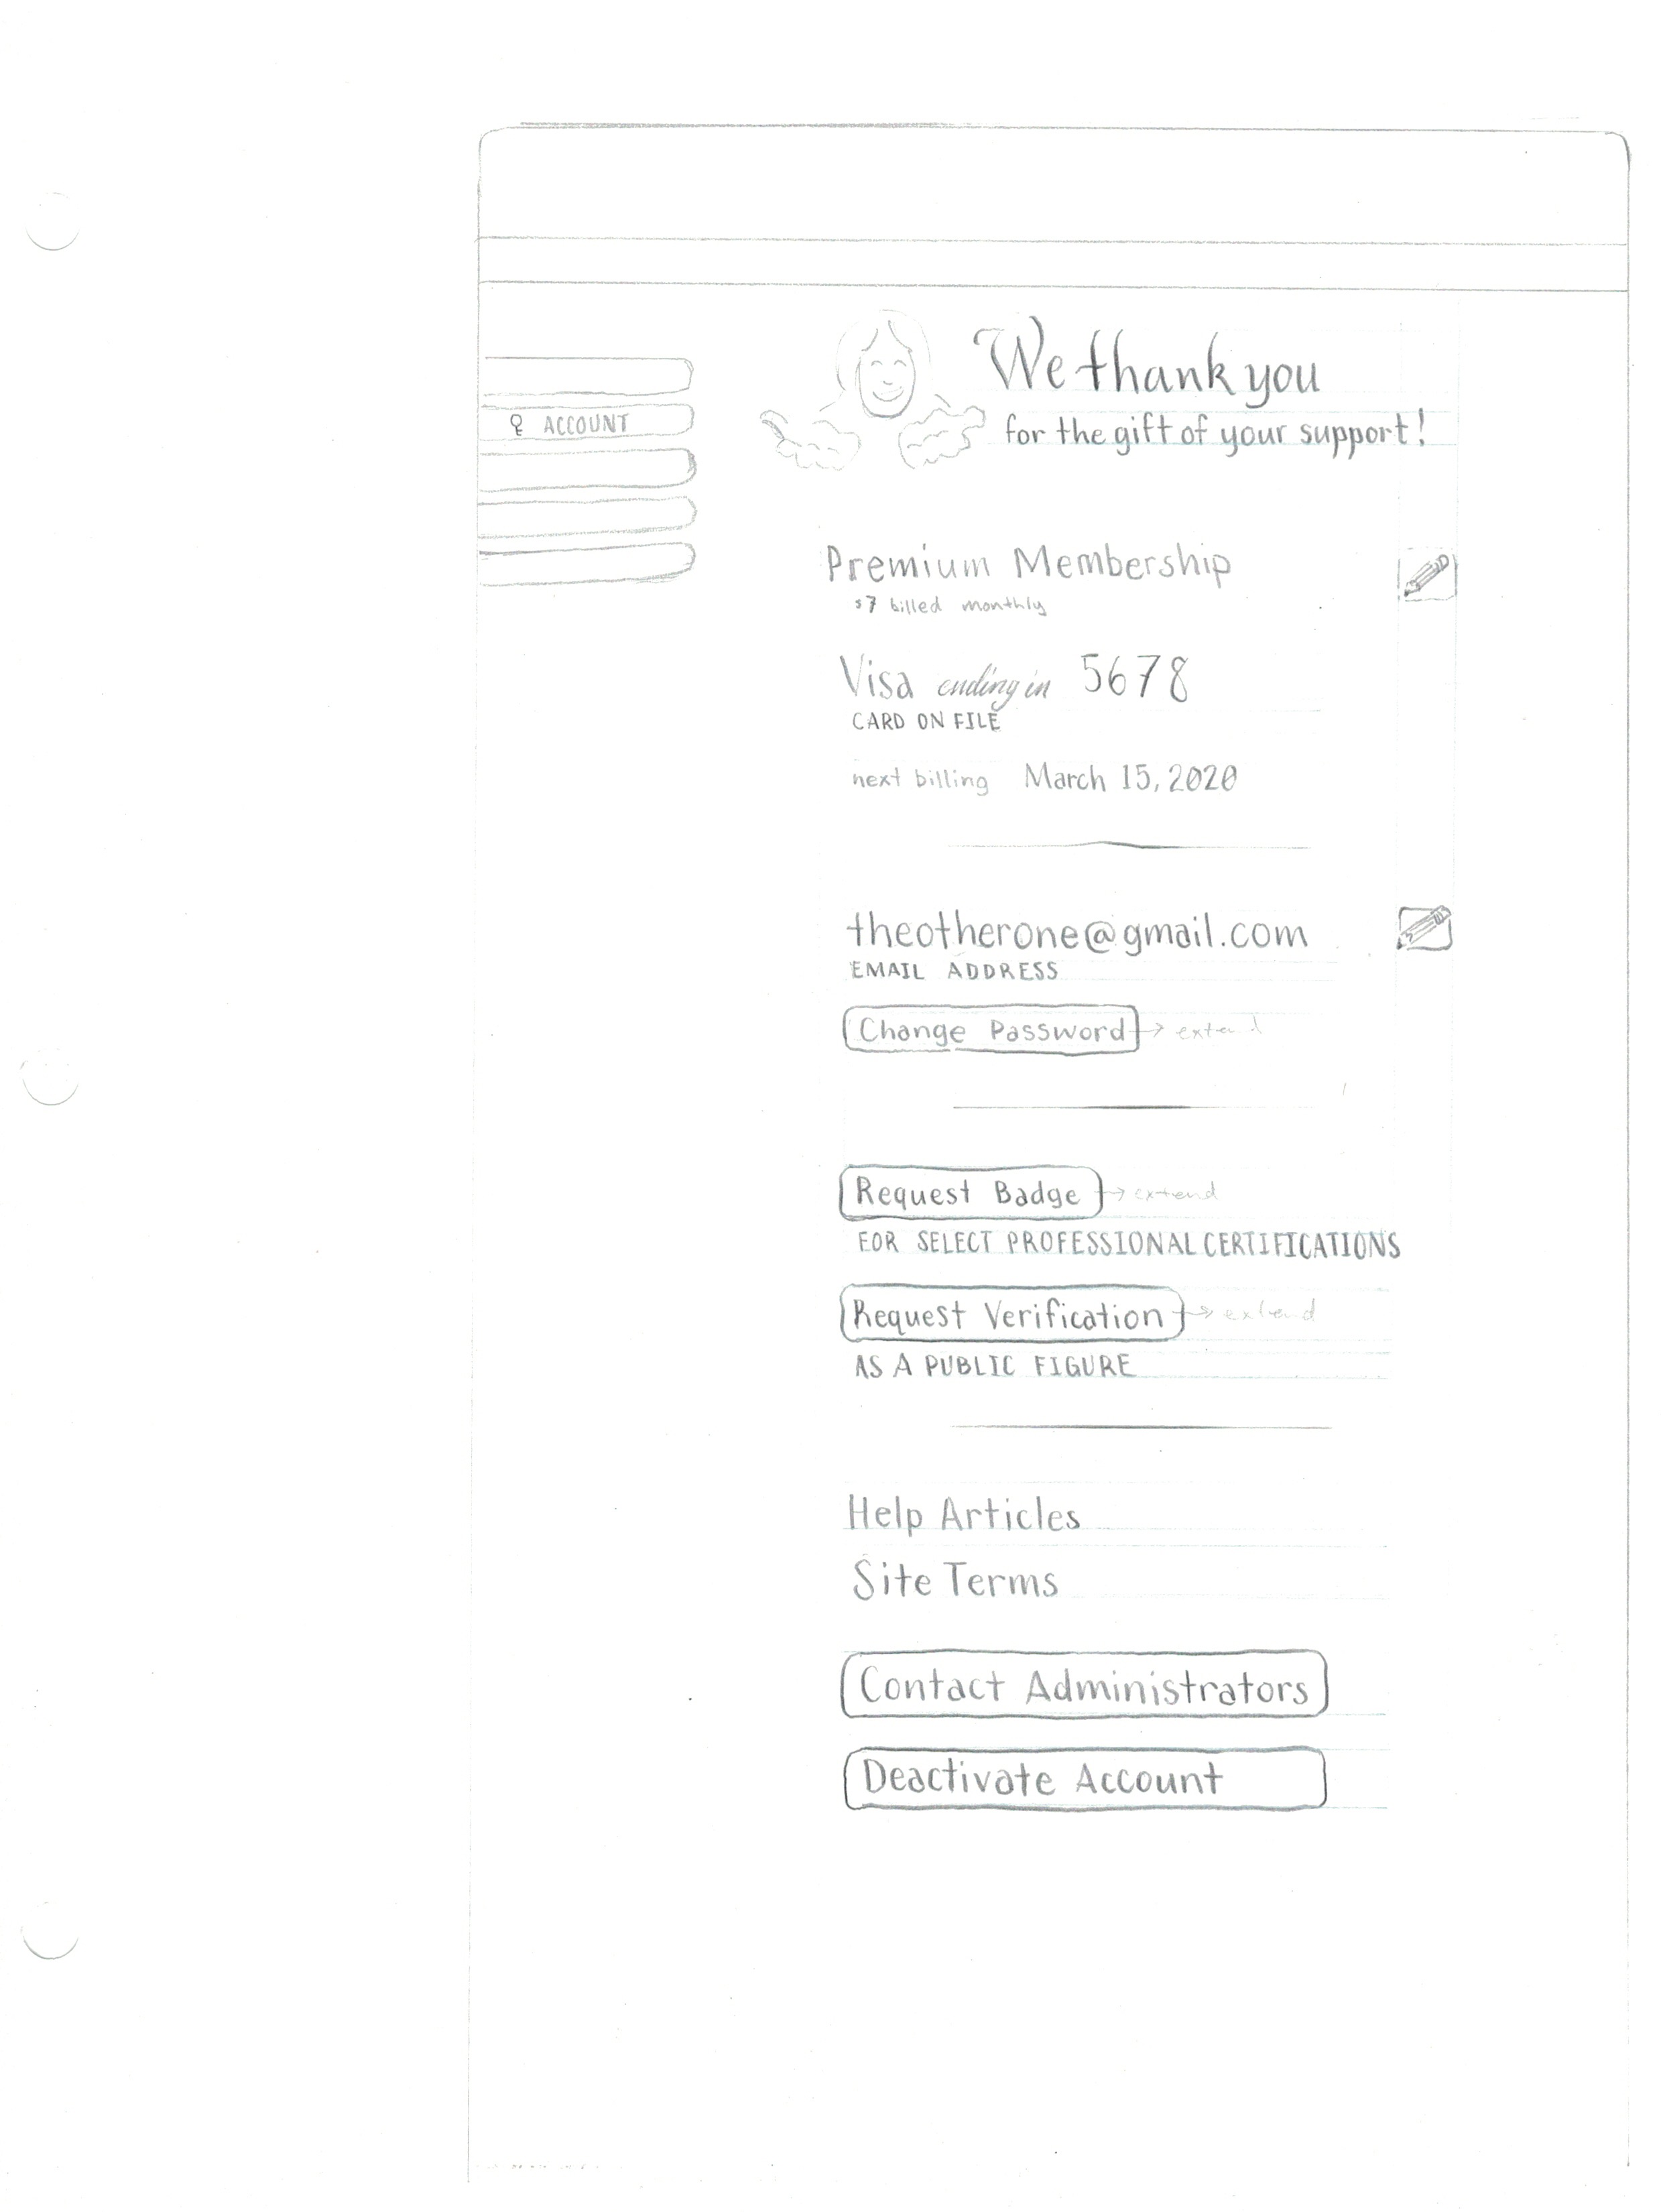 We thank you
for the gift of your support!
ACCOUNT
Premium Membership
$7 billed monthly
Visa ending in 5678
CARD ON FILE
next billing March 15, 2020
theotherone@gmail.com
EMAIL ADDRESS
Change Password → extend
Request Badge → extend
FOR SELECT PROFESSIONAL CERTIFICATIONS
Request Verification → extend
AS A PUBLIC FIGURE
Help Articles
Site Terms
Contact Administrators
Deactivate Account